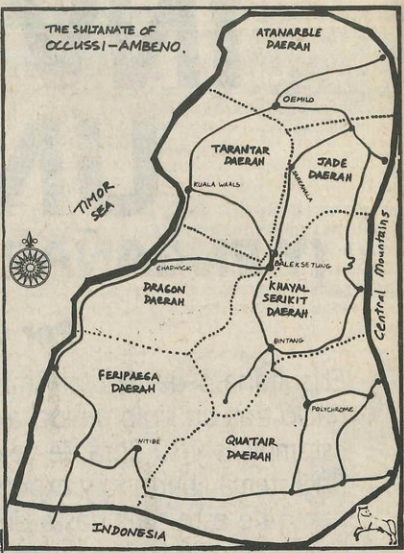 THE SULTANATE OF
OCCUSSI-AMBENO.
ATANARBLE
DAERAH
OEMILO
TARANTAR
DAERAH
JADE
DAERAH
KUALA WALS
TIMOR
SEA
CHADWICK
BALEKSETUNG
DRAGON
DAERAH
KHAYAL
SERIKIT
DAERAH.
Central Mountains
BINTANG
FERIPAEGA
DAERAH
POLYCHROME
NITIBE
QUATAIR
DAERAH
INDONESIA